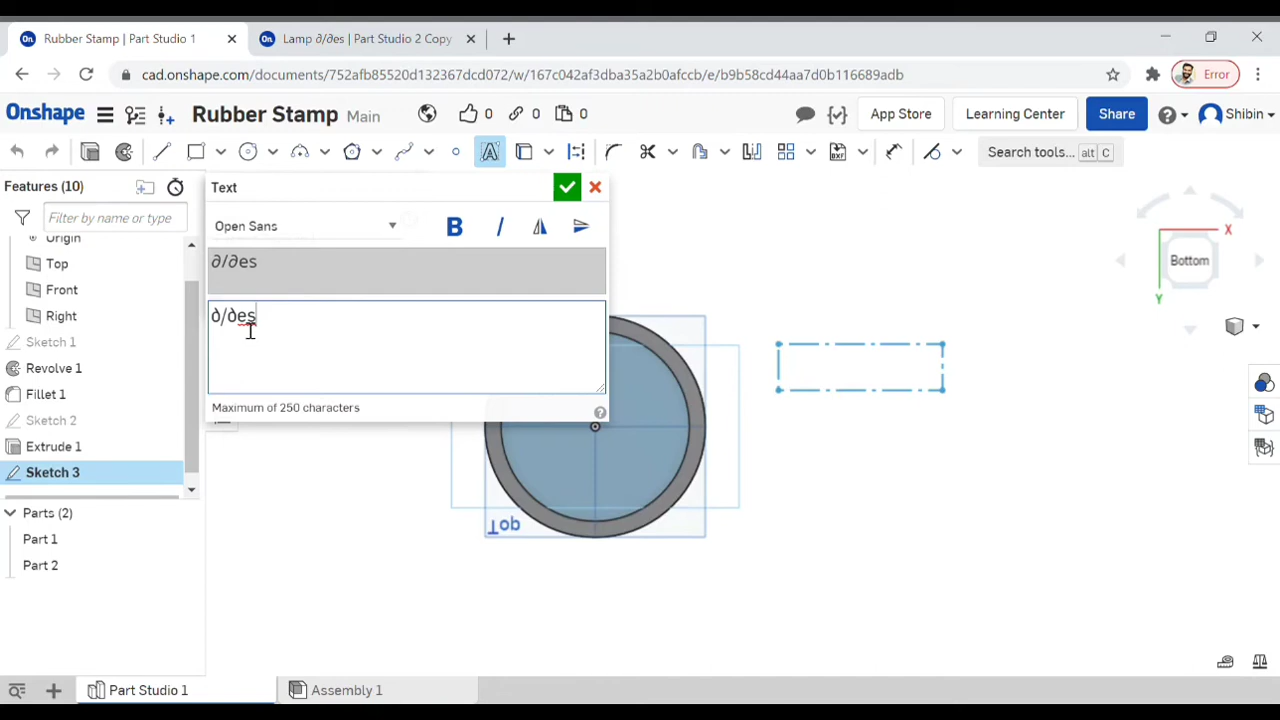 On Rubber Stamp | Part Studio 1
On Lamp ∂/∂es | Part Studio 2 Copy
cad.onshape.com/documents/752afb85520d132367dcf072/w/167c042af3dba35a2b0afccb/e/b9b58cd44aa7d0b116689adb
Error
Onshape
Rubber Stamp Main
0 0 0
App Store
Learning Center
Share
Shibin
Search tools... alt C
Features (10)
Filter by name or type
Origin
Top
Front
Right
Sketch 1
Revolve 1
Fillet 1
Sketch 2
Extrude 1
Sketch 3
Parts (2)
Part 1
Part 2
Text
Open Sans
B I
∂/∂es
∂/∂es
Maximum of 250 characters
Top
X
Bottom
Y
Part Studio 1
Assembly 1